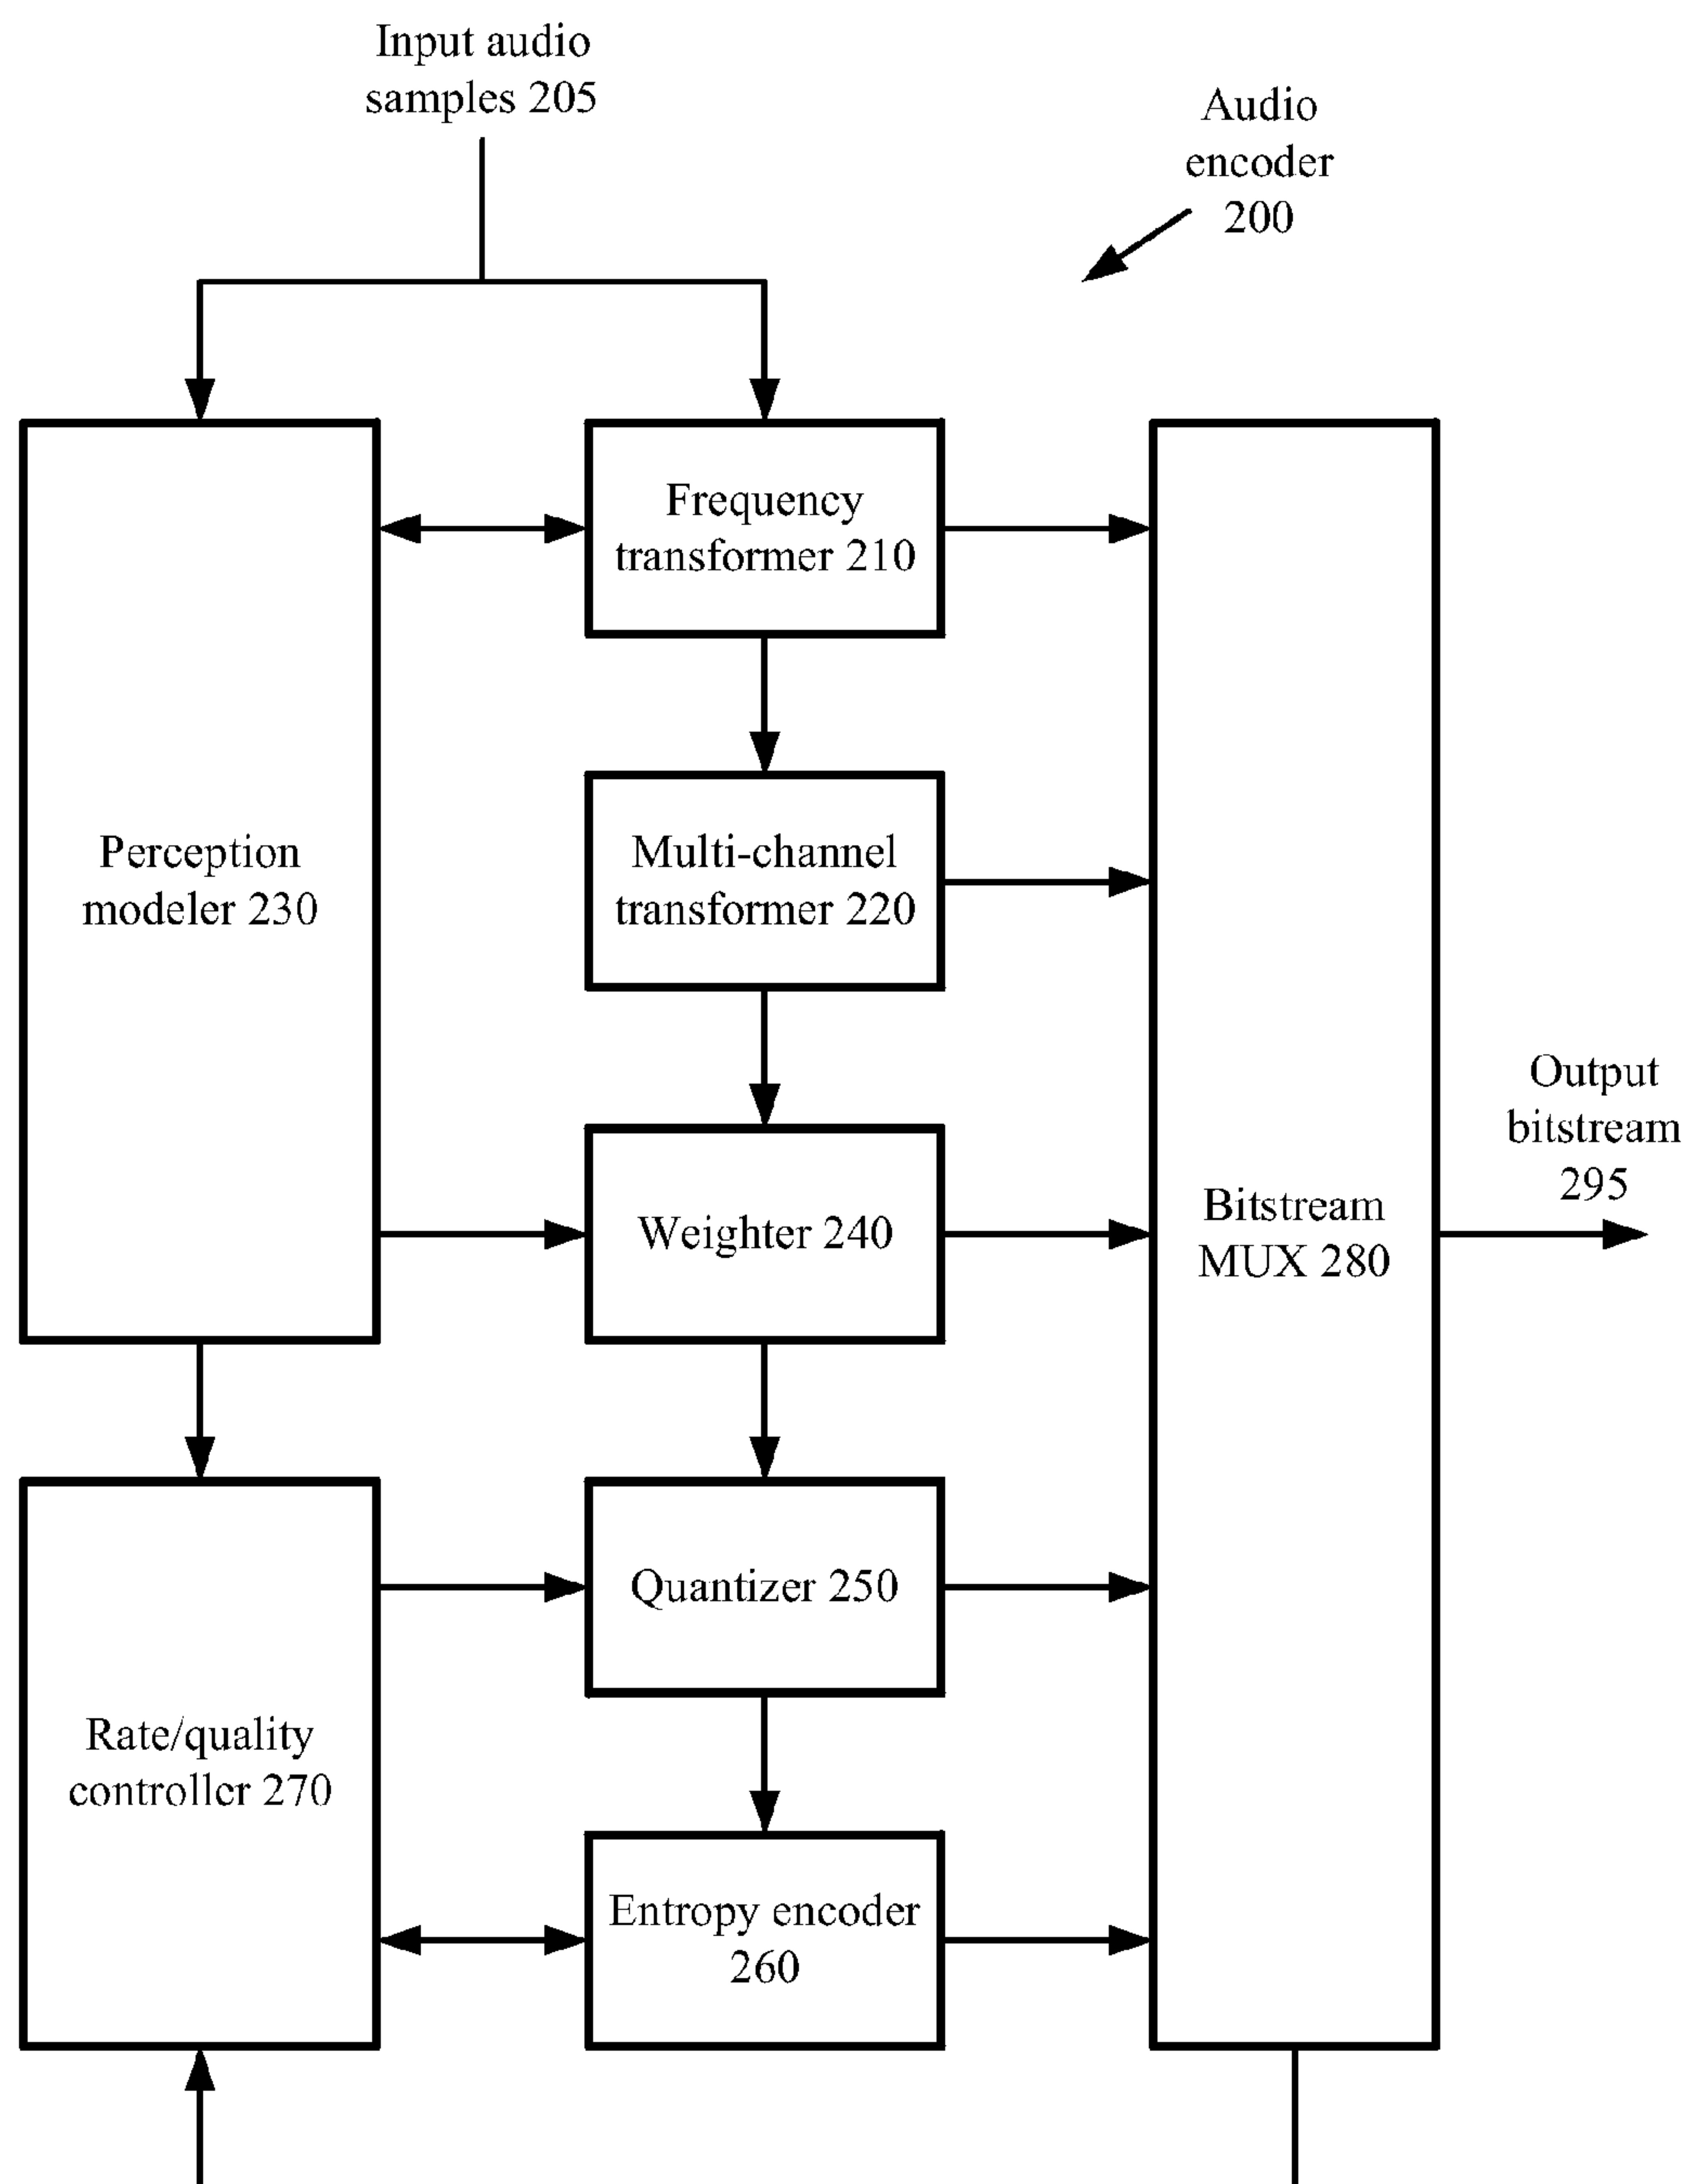 Input audio
samples 205
Audio
encoder
200
Frequency
transformer 210
Perception
modeler 230
Multi-channel
transformer 220
Output
bitstream
295
Weighter 240
Bitstream
MUX 280
Quantizer 250
Rate/quality
controller 270
Entropy encoder
260